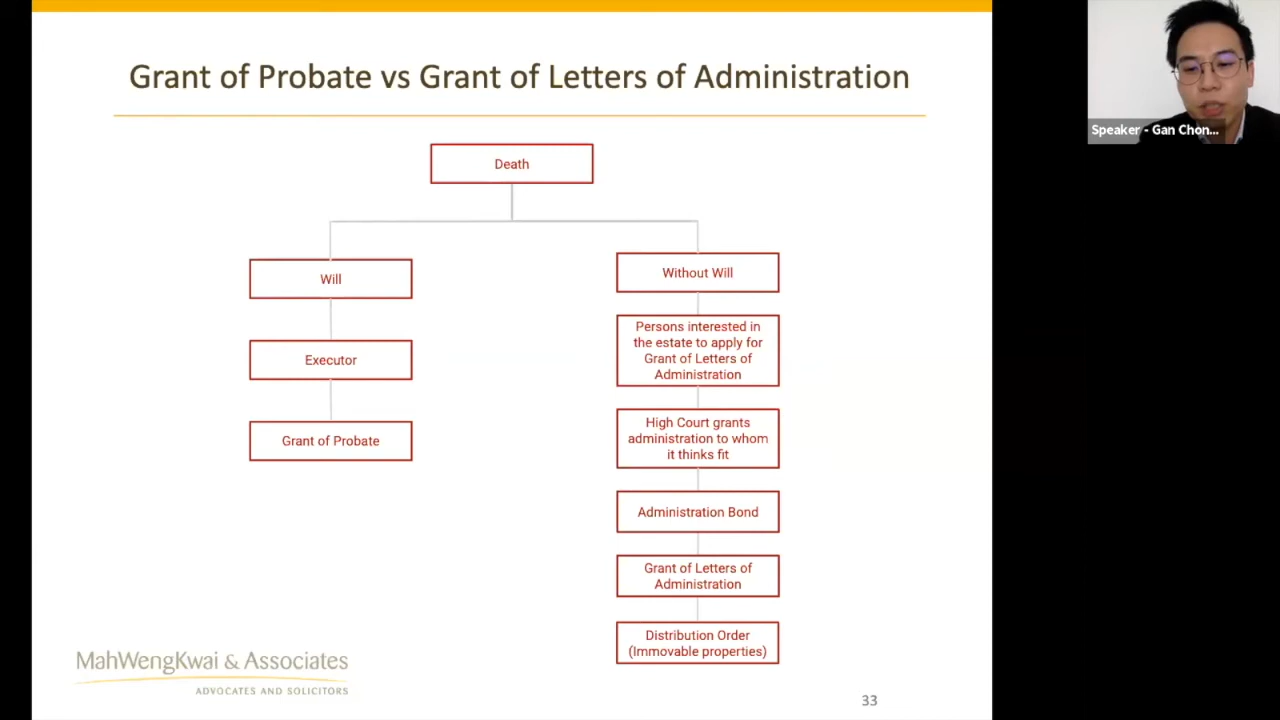 Grant of Probate vs Grant of Letters of Administration
Death
Will
Executor
Grant of Probate
Without Will
Persons interested in
the estate to apply for
Grant of Letters of
Administration
High Court grants
administration to whom
it thinks fit
Administration Bond
Grant of Letters of
Administration
Distribution Order
(Immovable properties)
MahWengKwai & Associates
ADVOCATES AND SOLICITORS
33
Speaker - Gan Chon...